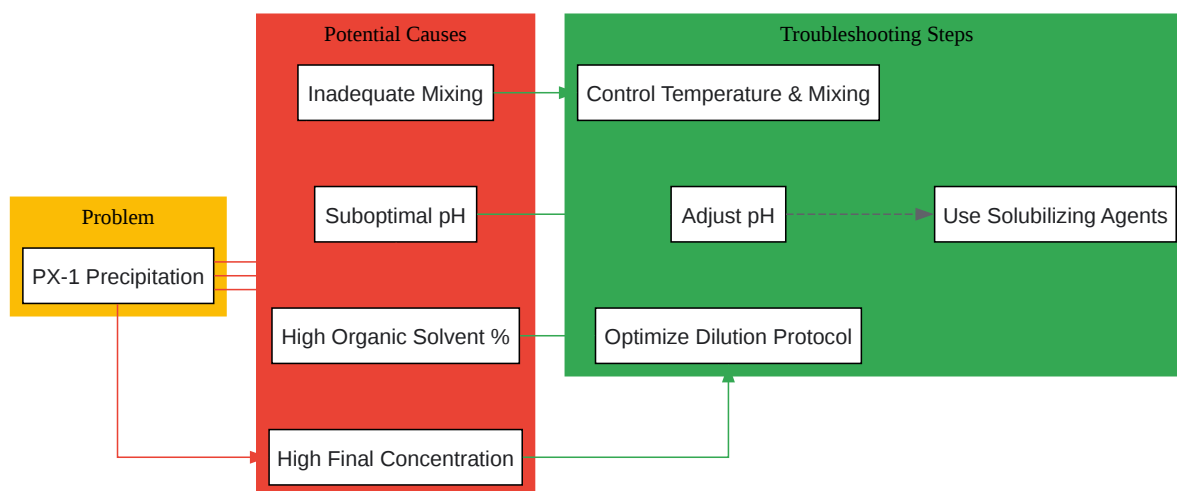 Potential Causes
Troubleshooting Steps
Inadequate Mixing
Control Temperature & Mixing
Problem
Suboptimal pH
Adjust pH
Use Solubilizing Agents
PX-1 Precipitation
High Organic Solvent %
Optimize Dilution Protocol
High Final Concentration